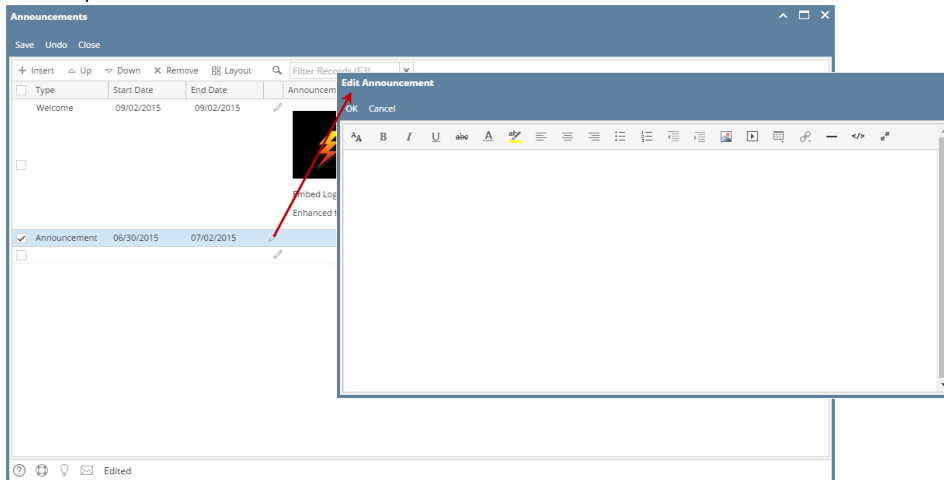 Announcements
Save Undo Close
Insert Up Down Remove Layout Filter Records (F3)
Type Start Date End Date
Welcome 09/02/2015 09/02/2015
Embed
Enhanced
Announcement 06/30/2015 07/02/2015
Edited
Edit Announcement
OK Cancel
A A B I U abc A ab